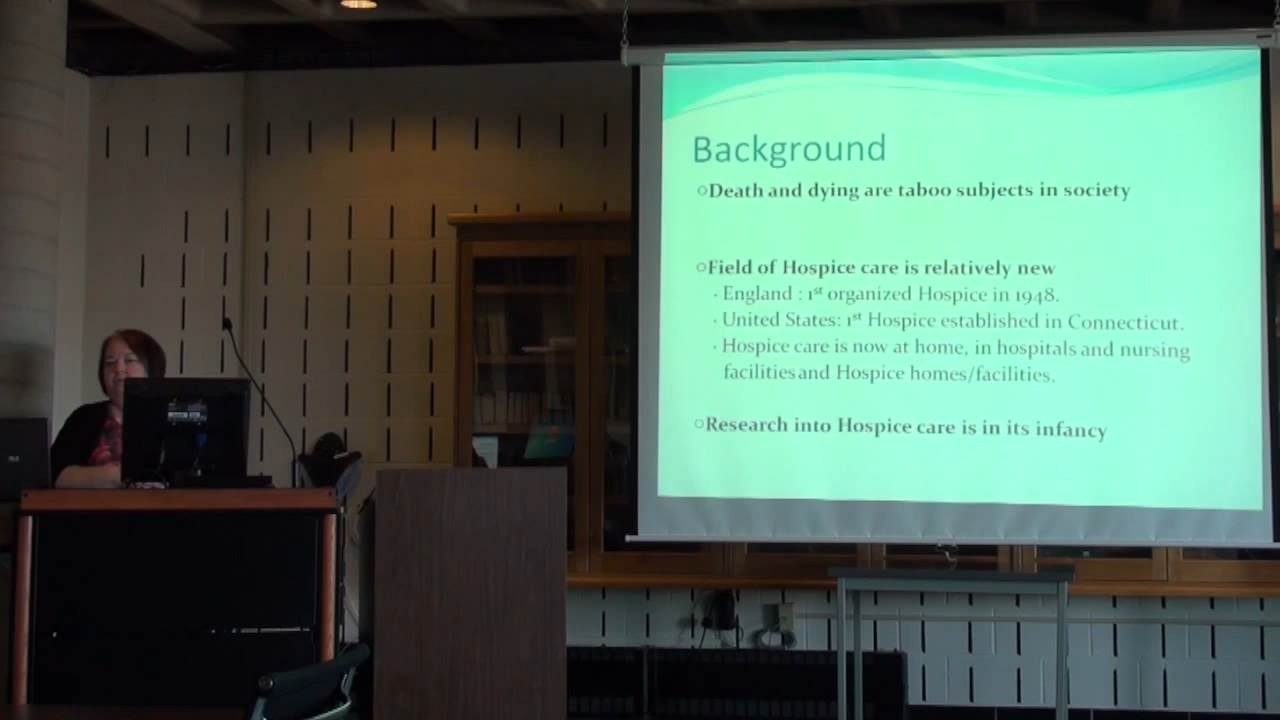 Background
Death and dying are taboo subjects in society
Field of Hospice care is relatively new
England : 1st organized Hospice in 1948.
United States: 1st Hospice established in Connecticut.
Hospice care is now at home, in hospitals and nursing
facilities and Hospice homes/facilities.
Research into Hospice care is in its infancy